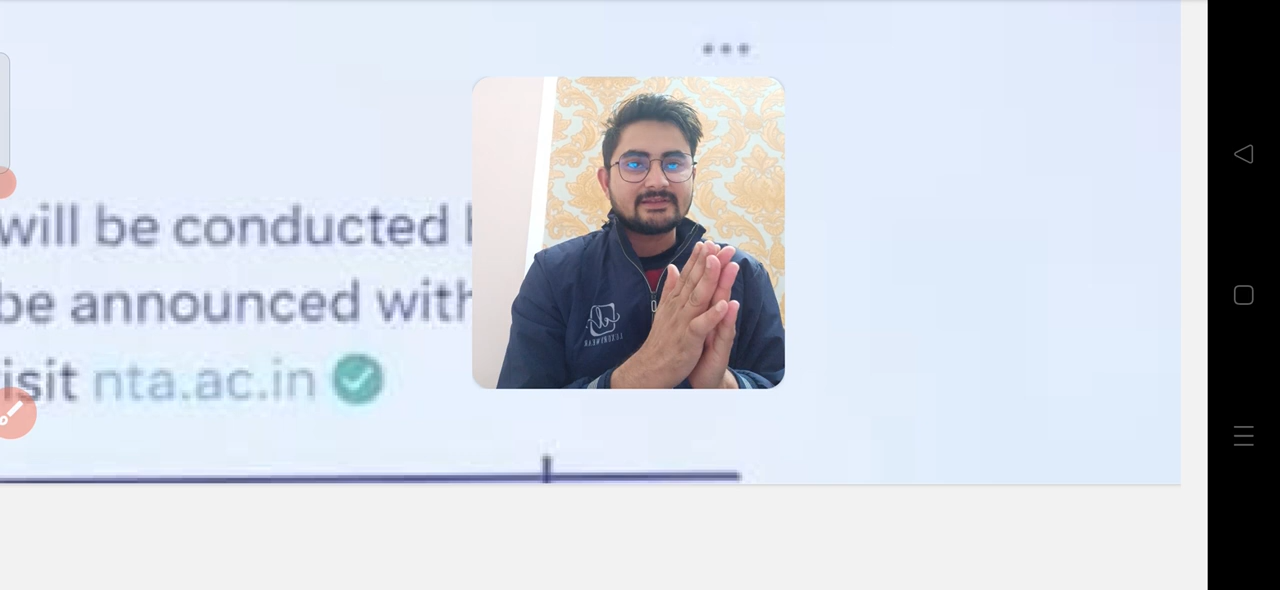 will be conducted
be announced with
isit nta.ac.in